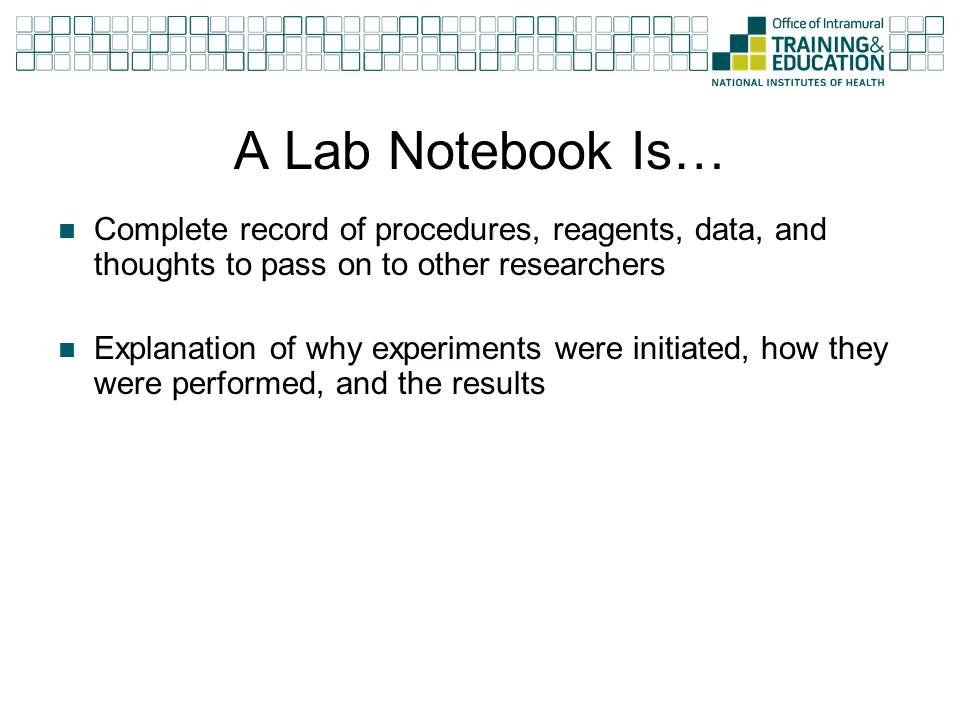 Office of Intramural
TRAINING&
EDUCATION
NATIONAL INSTITUTES OF HEALTH
A Lab Notebook Is…
Complete record of procedures, reagents, data, and
thoughts to pass on to other researchers
Explanation of why experiments were initiated, how they
were performed, and the results